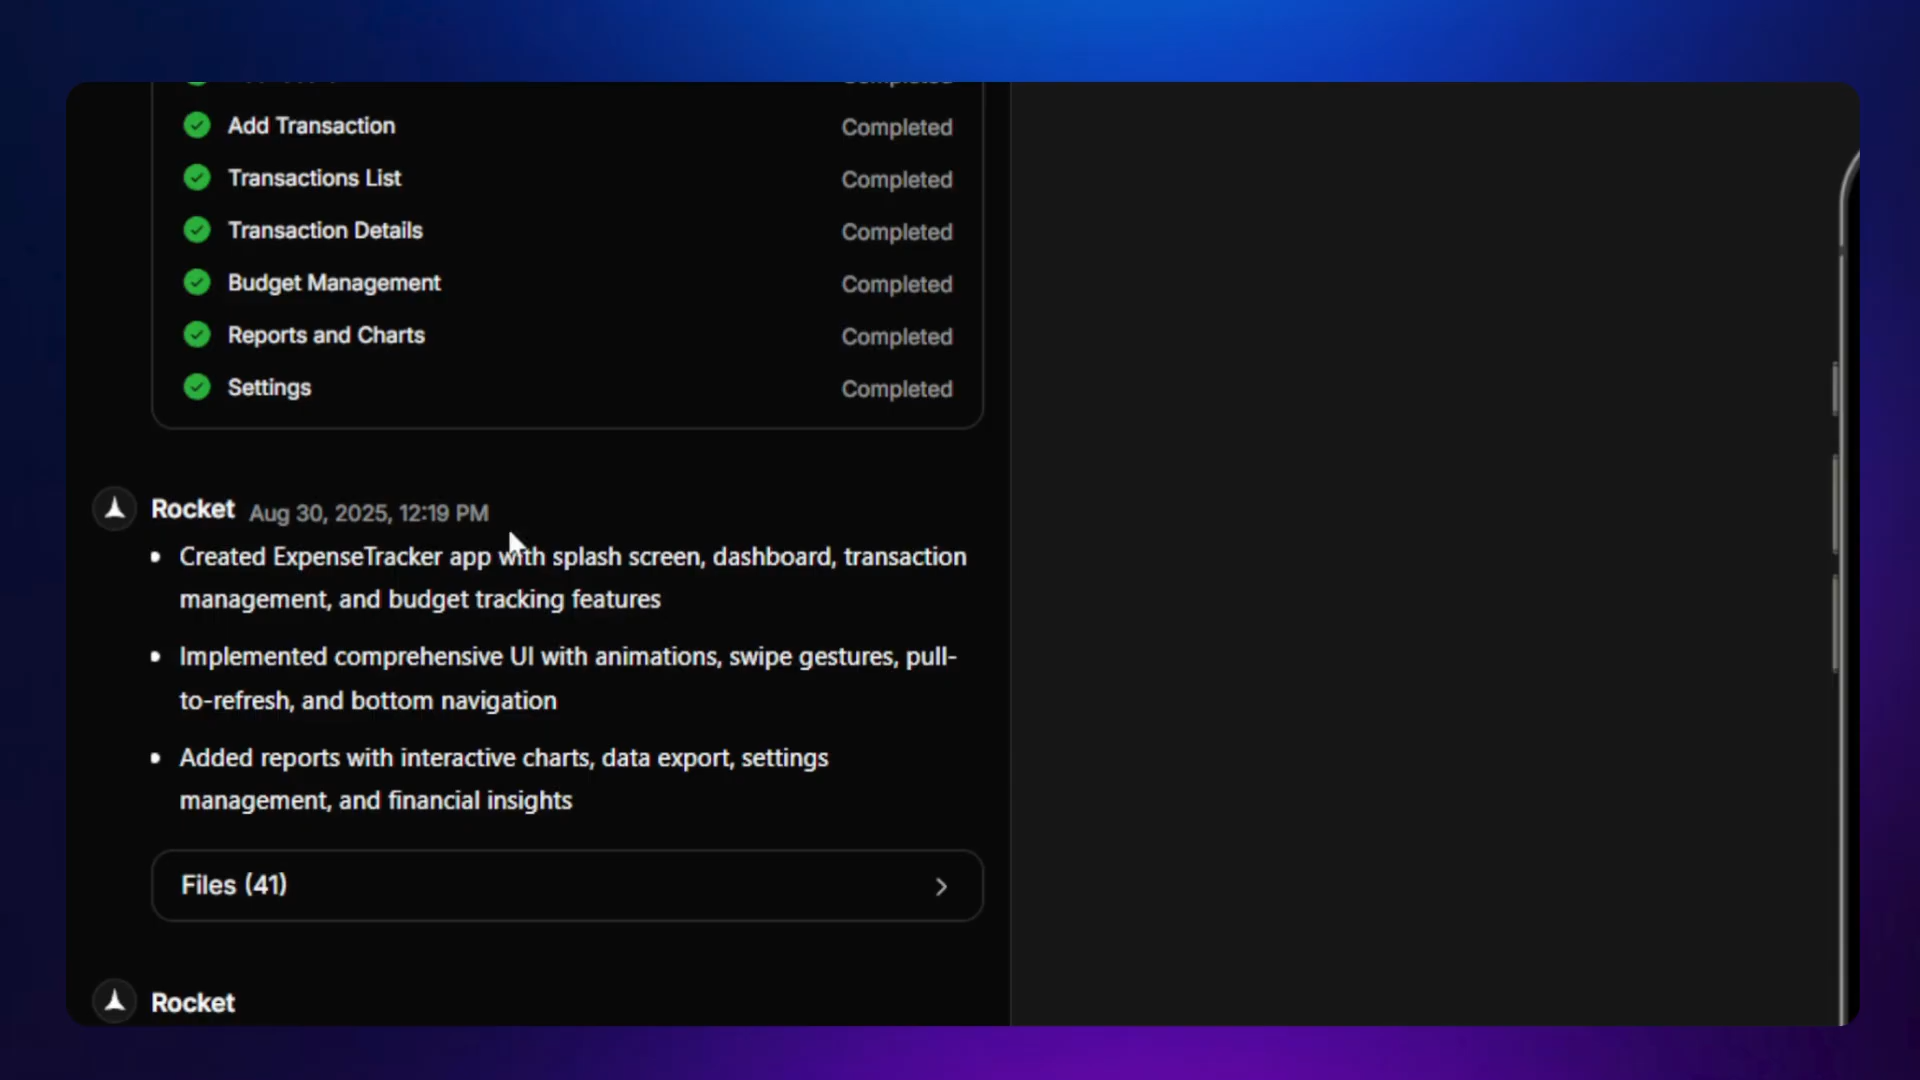 Add Transaction Completed
Transactions List Completed
Transaction Details Completed
Budget Management Completed
Reports and Charts Completed
Settings Completed
Rocket Aug 30, 2025, 12:19 PM
• Created ExpenseTracker app with splash screen, dashboard, transaction
management, and budget tracking features
• Implemented comprehensive UI with animations, swipe gestures, pull-
to-refresh, and bottom navigation
• Added reports with interactive charts, data export, settings
management, and financial insights
Files (41)
Rocket